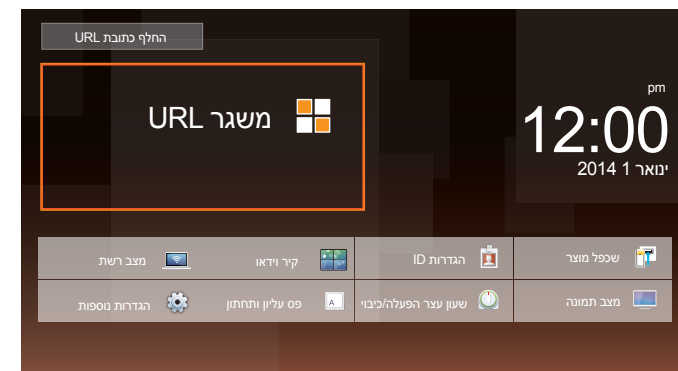 החלף כתובת URL
משגר URL
pm
12:00
ינואר 1 2014
שכפל מוצר
הגדרות ID
קיר וידאו
מצב רשת
מצב תמונה
שעון עצר הפעלה/כיבוי
פס עליון ותחתון
A
הגדרות נוספות